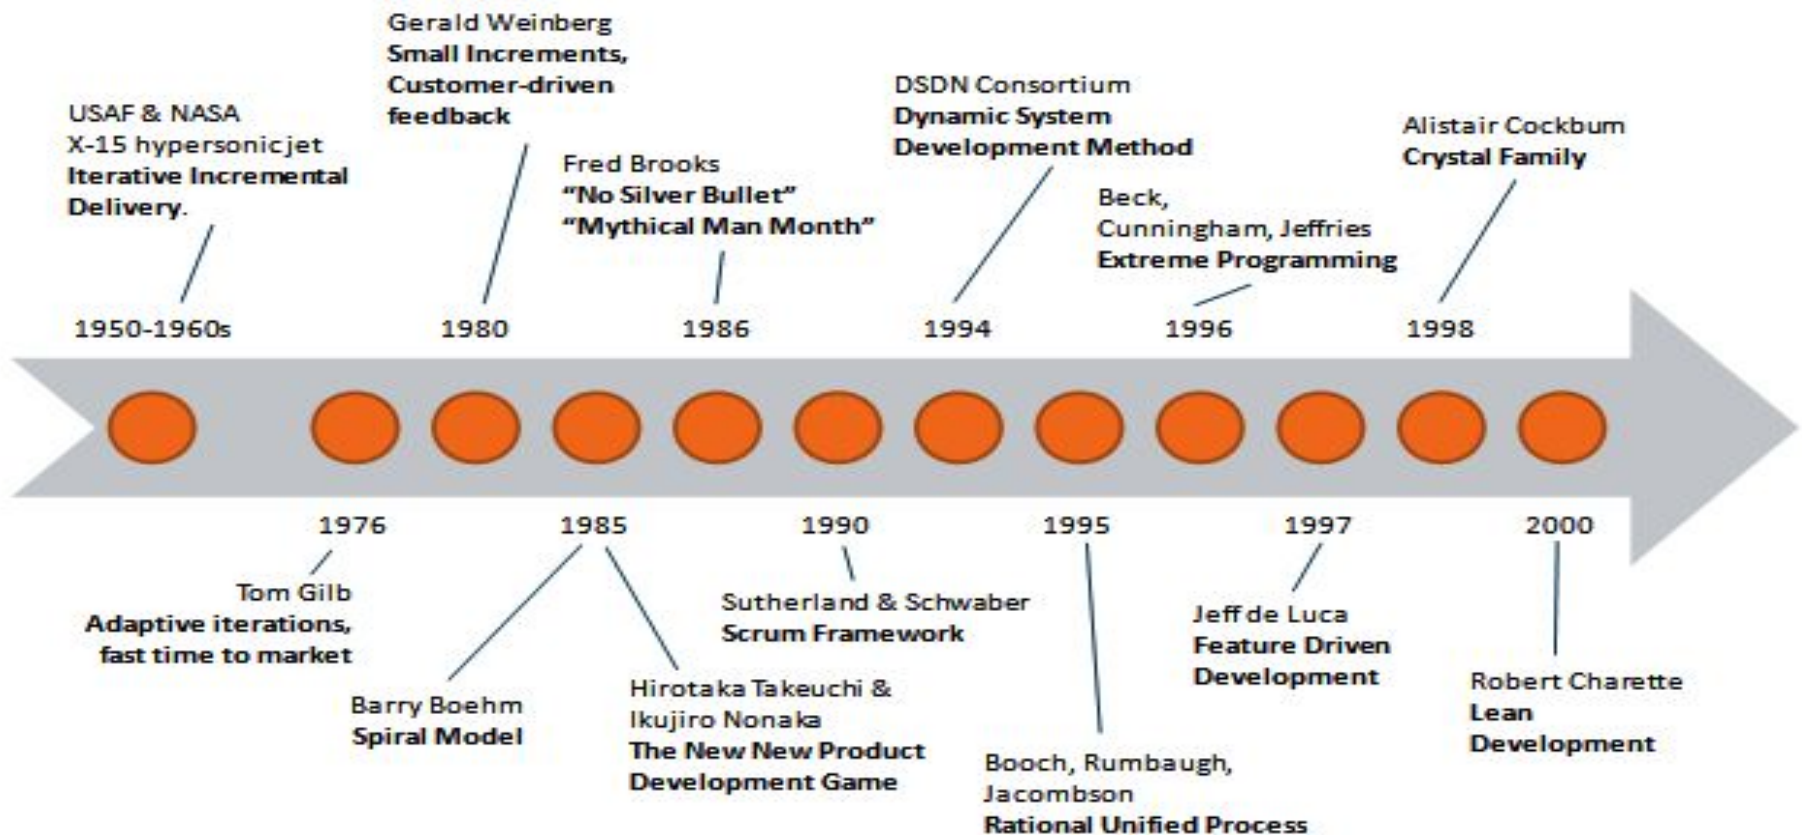 Gerald Weinberg
Small Increments,
Customer-driven
feedback
USAF & NASA
X-15 hypersonic jet
Iterative Incremental
Delivery.
Fred Brooks
“No Silver Bullet”
“Mythical Man Month”
DSDN Consortium
Dynamic System
Development Method
Beck,
Cunningham, Jeffries
Extreme Programming
Alistair Cockbum
Crystal Family
1950-1960s
1980
1986
1994
1996
1998
1976
1985
1990
1995
1997
2000
Tom Gilb
Adaptive iterations,
fast time to market
Barry Boehm
Spiral Model
Hirotaka Takeuchi &
Ikujiro Nonaka
The New New Product
Development Game
Sutherland & Schwaber
Scrum Framework
Booch, Rumbaugh,
Jacombson
Rational Unified Process
Jeff de Luca
Feature Driven
Development
Robert Charette
Lean
Development